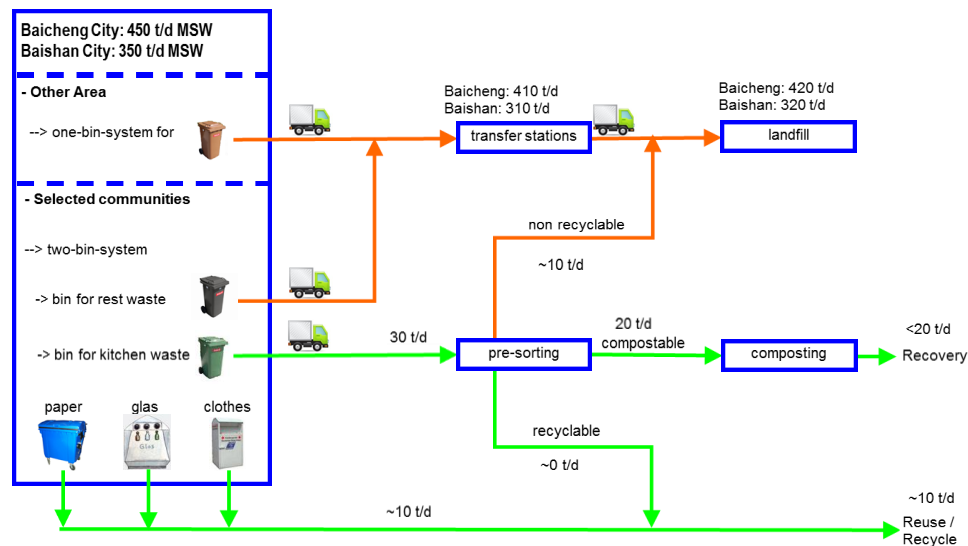 Baicheng City: 450 t/d MSW
Baishan City: 350 t/d MSW
- Other Area
--> one-bin-system for
Baicheng: 410 t/d
Baishan: 310 t/d
transfer stations
Baicheng: 420 t/d
Baishan: 320 t/d
landfill
- Selected communities
--> two-bin-system
non recyclable
~10 t/d
-> bin for rest waste
-> bin for kitchen waste
30 t/d
pre-sorting
20 t/d
compostable
composting
<20 t/d
Recovery
paper
glas
clothes
Glas
recyclable
~0 t/d
~10 t/d
~10 t/d
Reuse /
Recycle